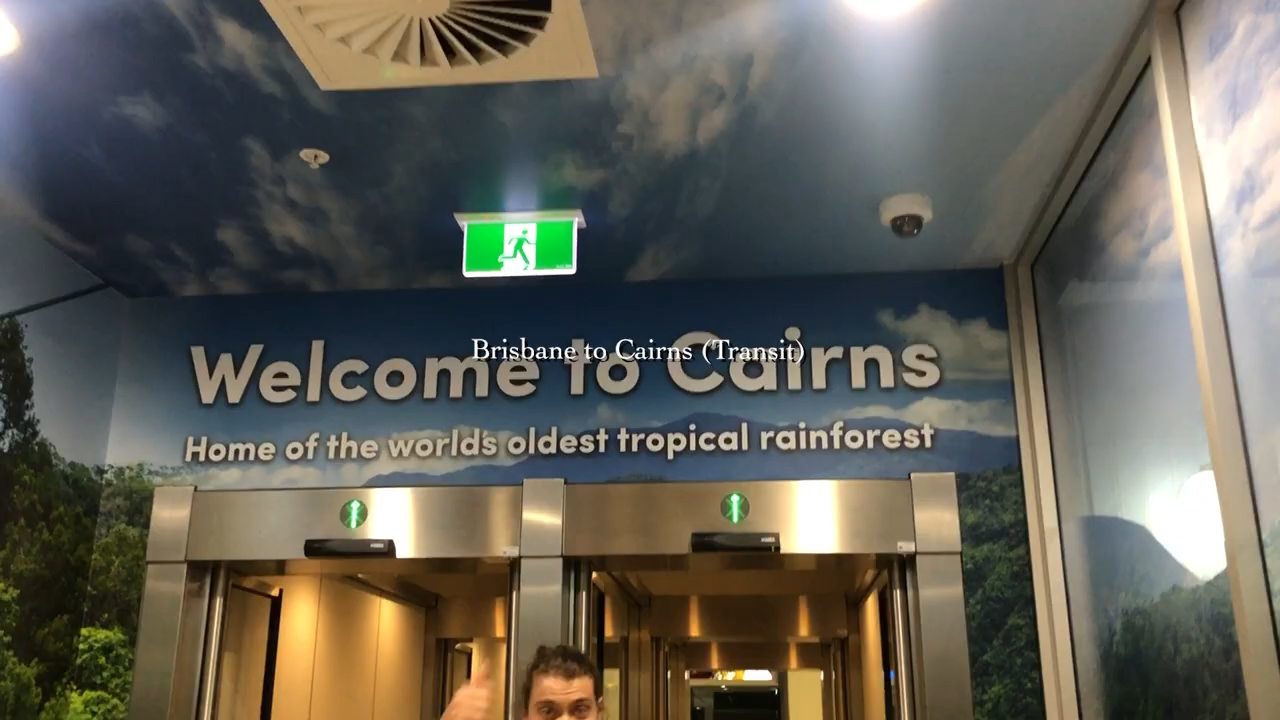 Brisbane to Cairns (Transit)
Welcome to Cairns
Home of the worlds oldest tropical rainforest